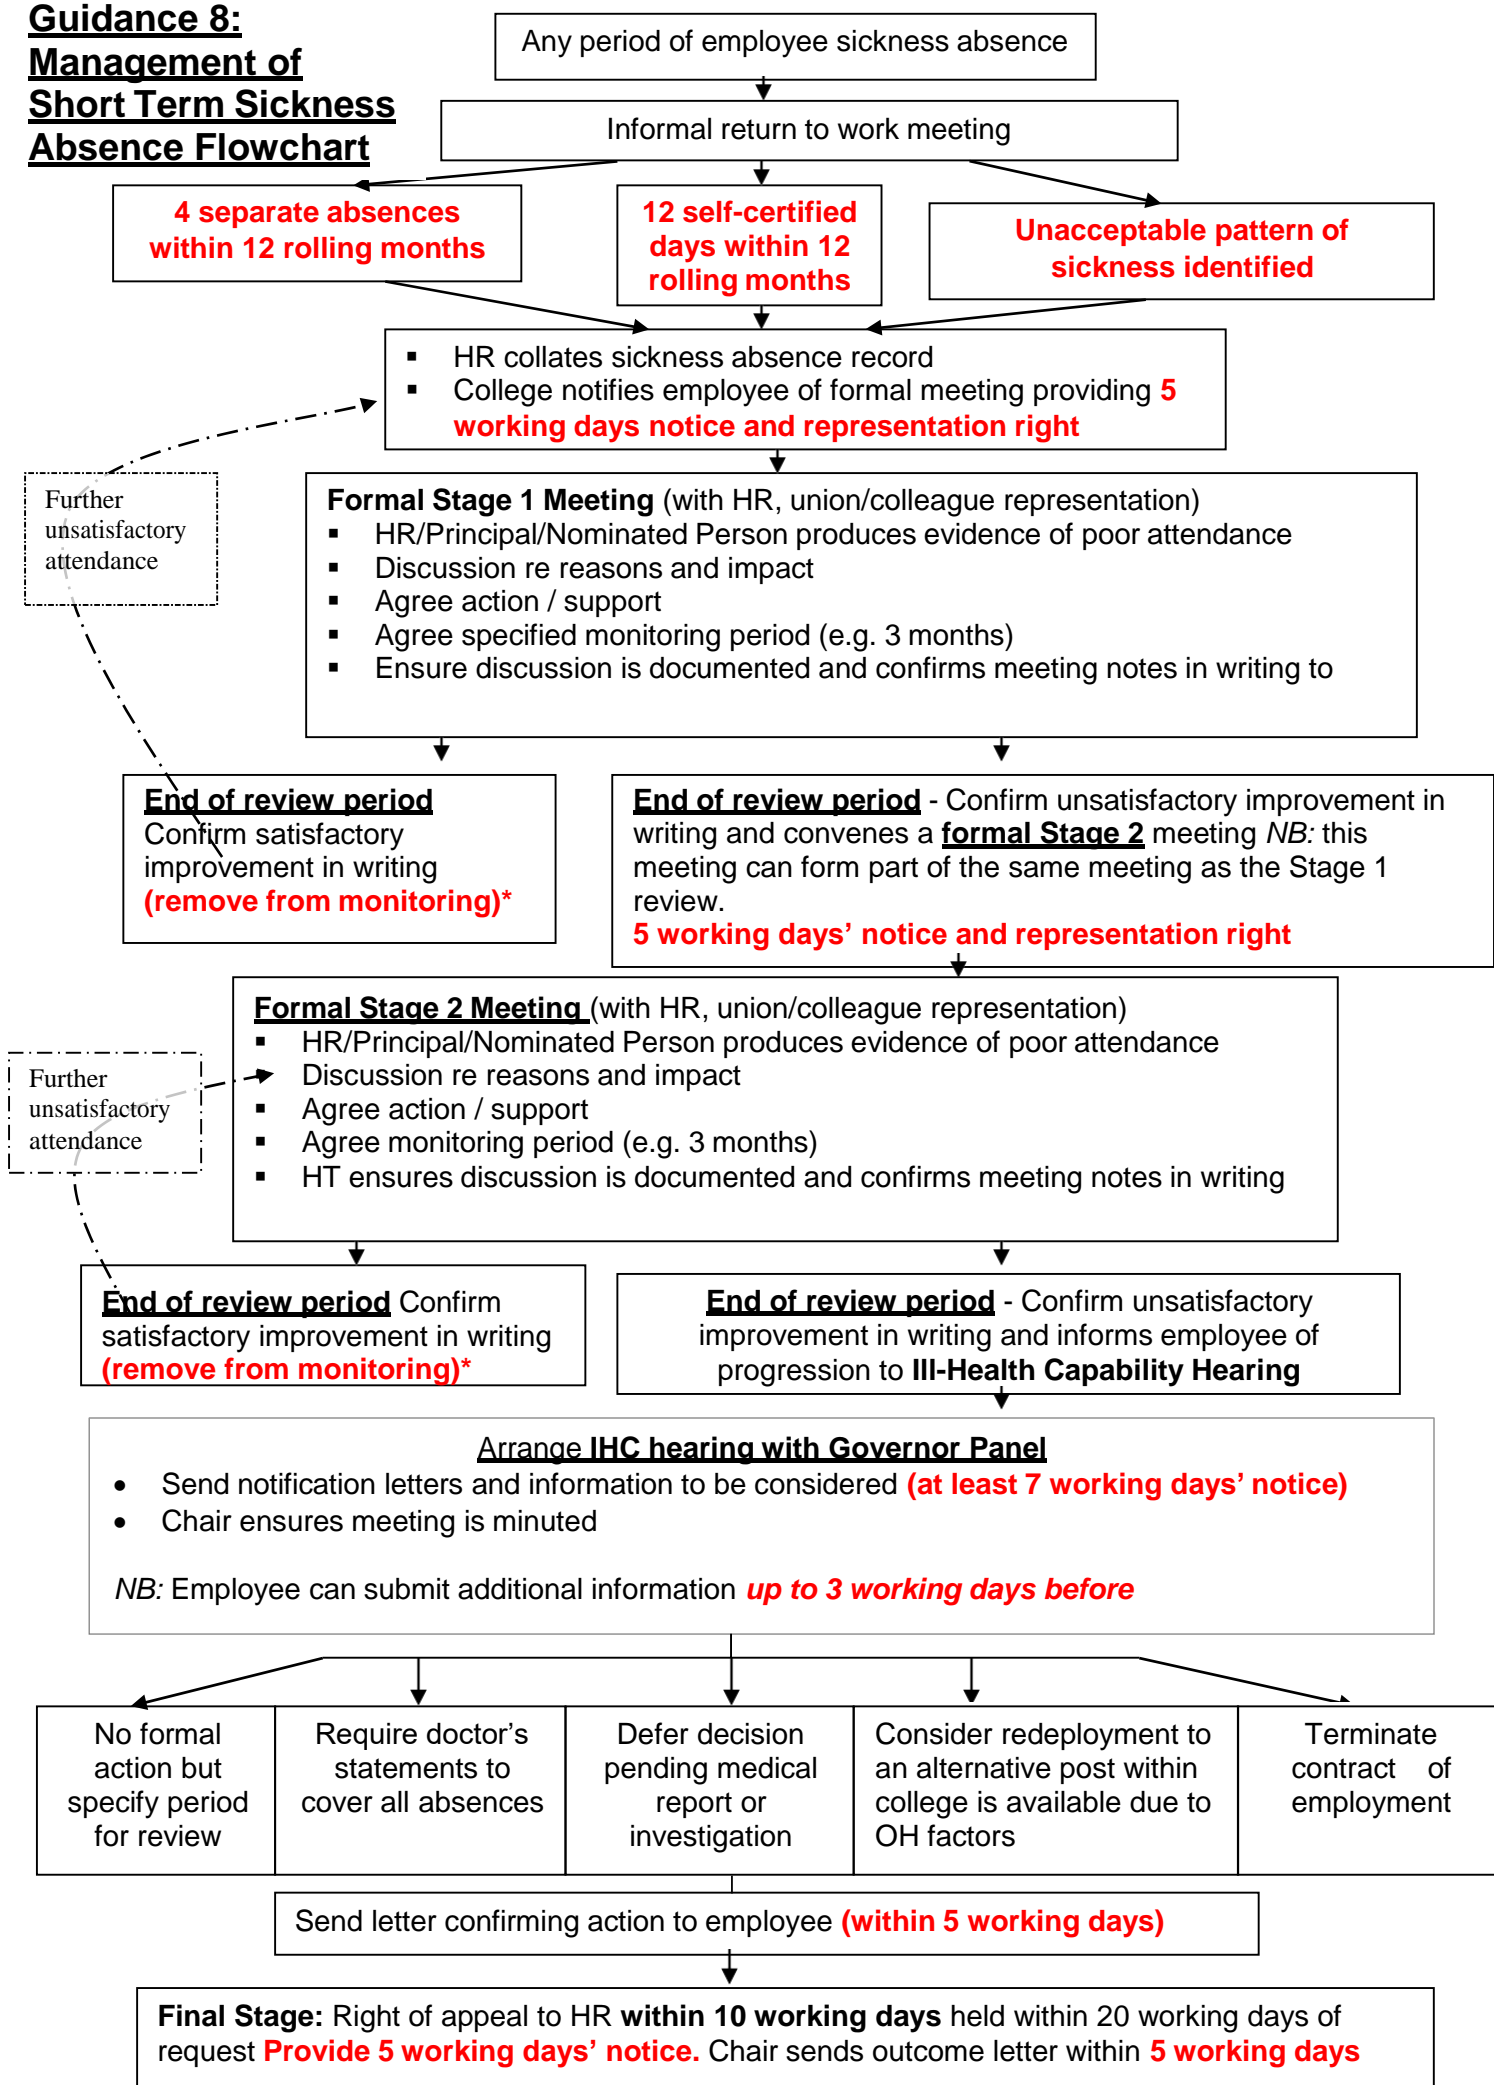 Guidance 8:
Management of
Short Term Sickness
Absence Flowchart
Any period of employee sickness absence
Informal return to work meeting
4 separate absences
within 12 rolling months
12 self-certified
days within 12
rolling months
Unacceptable pattern of
sickness identified
▪ HR collates sickness absence record
▪ College notifies employee of formal meeting providing 5
working days notice and representation right
Further
unsatisfactory
attendance
Formal Stage 1 Meeting (with HR, union/colleague representation)
▪ HR/Principal/Nominated Person produces evidence of poor attendance
▪ Discussion re reasons and impact
▪ Agree action / support
▪ Agree specified monitoring period (e.g. 3 months)
▪ Ensure discussion is documented and confirms meeting notes in writing to
End of review period
Confirm satisfactory
improvement in writing
(remove from monitoring)*
End of review period - Confirm unsatisfactory improvement in
writing and convenes a formal Stage 2 meeting NB: this
meeting can form part of the same meeting as the Stage 1
review.
5 working days’ notice and representation right
Formal Stage 2 Meeting (with HR, union/colleague representation)
▪ HR/Principal/Nominated Person produces evidence of poor attendance
▪ Discussion re reasons and impact
▪ Agree action / support
▪ Agree monitoring period (e.g. 3 months)
▪ HT ensures discussion is documented and confirms meeting notes in writing
Further
unsatisfactory
attendance
End of review period Confirm
satisfactory improvement in writing
(remove from monitoring)*
End of review period - Confirm unsatisfactory
improvement in writing and informs employee of
progression to Ill-Health Capability Hearing
Arrange IHC hearing with Governor Panel
• Send notification letters and information to be considered (at least 7 working days’ notice)
• Chair ensures meeting is minuted
NB: Employee can submit additional information up to 3 working days before
No formal
action but
specify period
for review
Require doctor’s
statements to
cover all absences
Defer decision
pending medical
report or
investigation
Consider redeployment to
an alternative post within
college is available due to
OH factors
Terminate
contract of
employment
Send letter confirming action to employee (within 5 working days)
Final Stage: Right of appeal to HR within 10 working days held within 20 working days of
request Provide 5 working days’ notice. Chair sends outcome letter within 5 working days